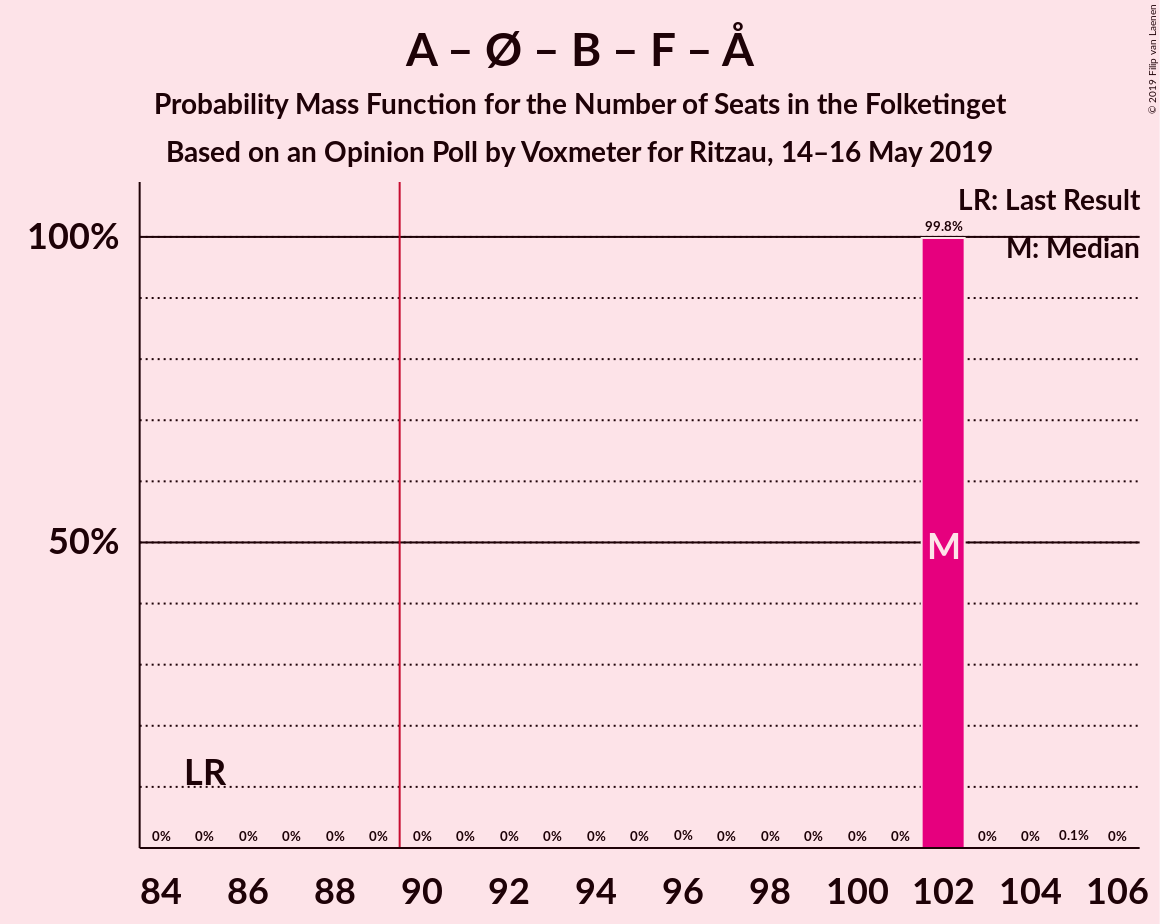 A – Ø – B – F – Å
Probability Mass Function for the Number of Seats in the Folketinget
Based on an Opinion Poll by Voxmeter for Ritzau, 14–16 May 2019
© 2019 Filip van Laenen
LR: Last Result
M: Median
100%
50%
99.8%
M
LR
0% 0% 0% 0% 0% 0% 0% 0% 0% 0% 0% 0% 0% 0% 0% 0% 0% 0% 0% 0% 0.1% 0%
84 86 88 90 92 94 96 98 100 102 104 106